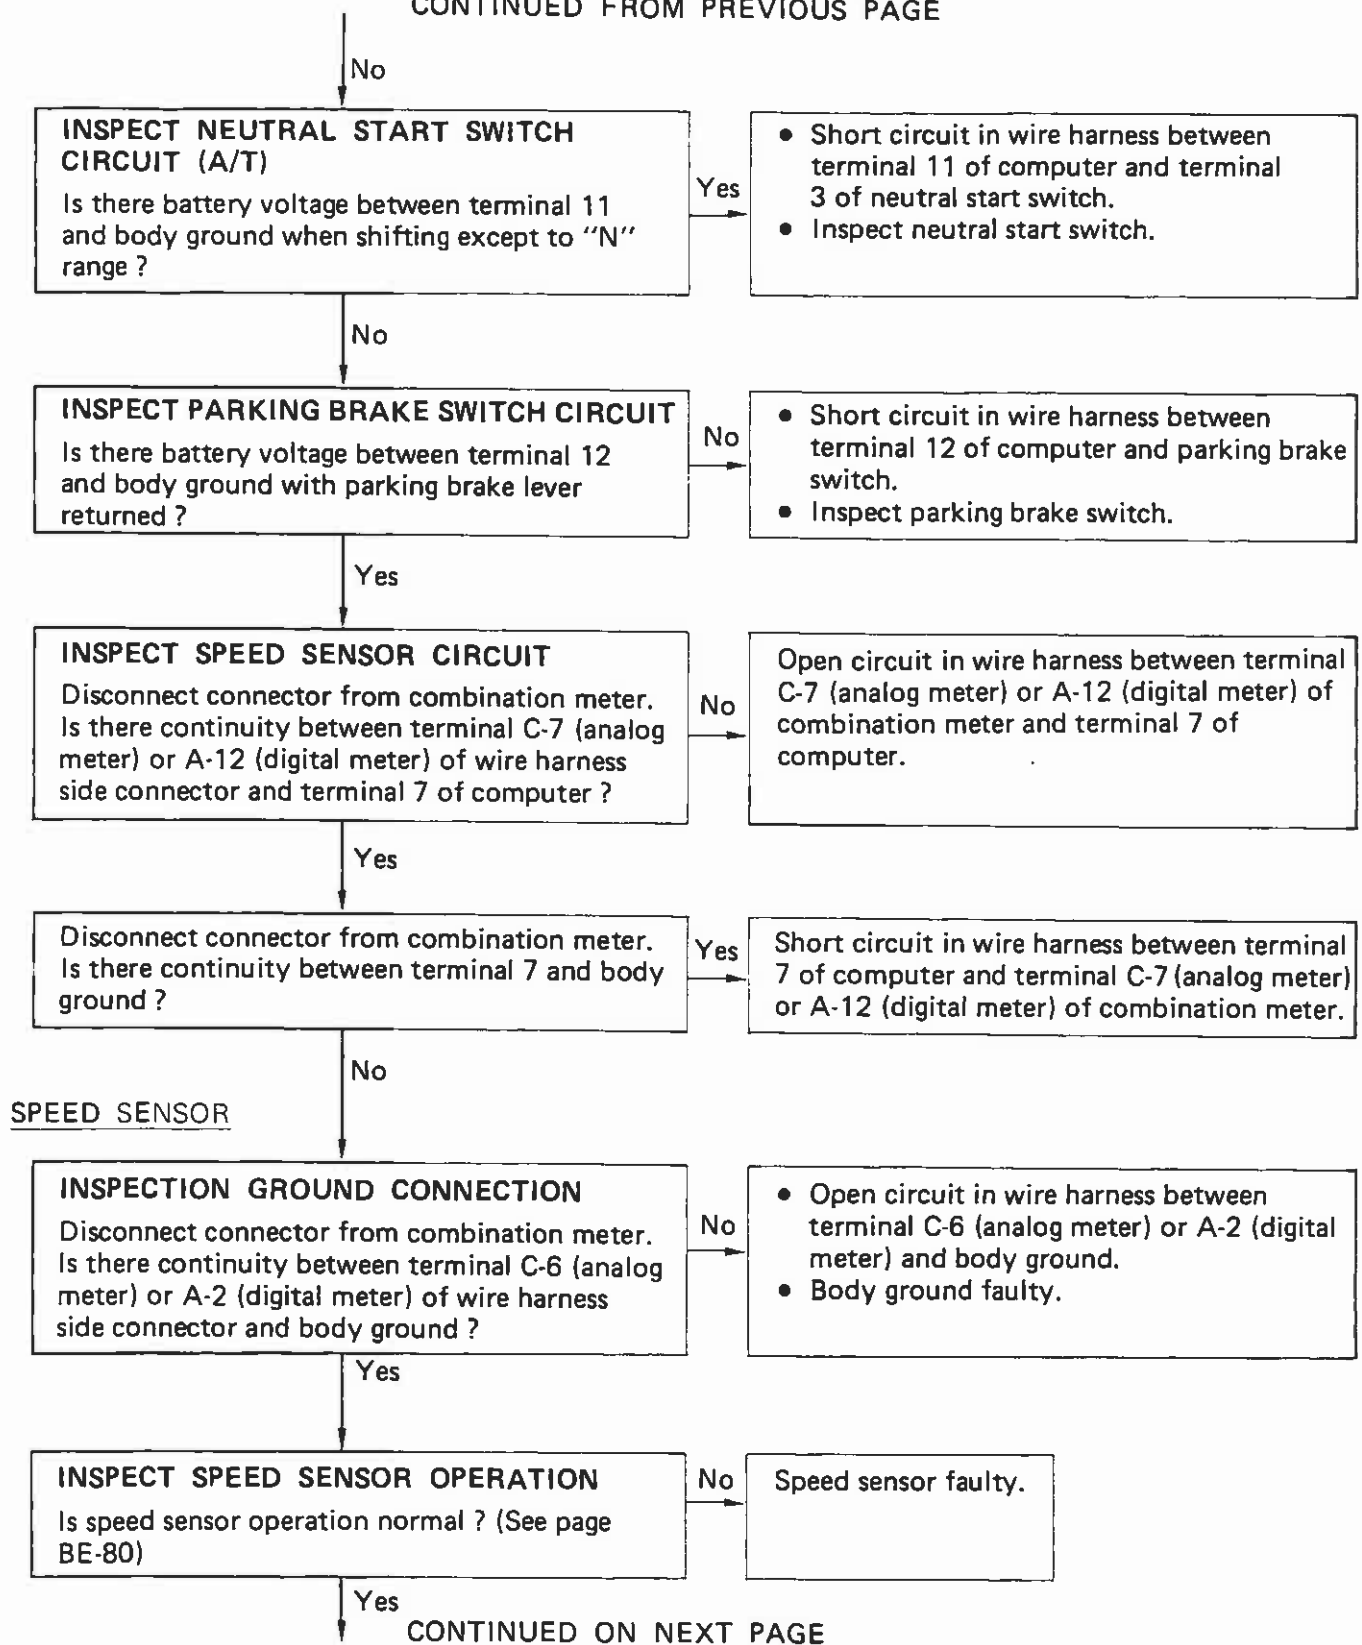 CONTINUED FROM PREVIOUS PAGE
No
INSPECT NEUTRAL START SWITCH
CIRCUIT (A/T)
Is there battery voltage between terminal 11
and body ground when shifting except to "N"
range ?
Yes
● Short circuit in wire harness between
terminal 11 of computer and terminal
3 of neutral start switch.
● Inspect neutral start switch.
No
INSPECT PARKING BRAKE SWITCH CIRCUIT
Is there battery voltage between terminal 12
and body ground with parking brake lever
returned ?
No
● Short circuit in wire harness between
terminal 12 of computer and parking brake
switch.
● Inspect parking brake switch.
Yes
INSPECT SPEED SENSOR CIRCUIT
Disconnect connector from combination meter.
Is there continuity between terminal C-7 (analog
meter) or A-12 (digital meter) of wire harness
side connector and terminal 7 of computer ?
No
Open circuit in wire harness between terminal
C-7 (analog meter) or A-12 (digital meter) of
combination meter and terminal 7 of
computer.
Yes
Disconnect connector from combination meter.
Is there continuity between terminal 7 and body
ground ?
Yes
Short circuit in wire harness between terminal
7 of computer and terminal C-7 (analog meter)
or A-12 (digital meter) of combination meter.
No
SPEED SENSOR
INSPECTION GROUND CONNECTION
Disconnect connector from combination meter.
Is there continuity between terminal C-6 (analog
meter) or A-2 (digital meter) of wire harness
side connector and body ground ?
No
● Open circuit in wire harness between
terminal C-6 (analog meter) or A-2 (digital
meter) and body ground.
● Body ground faulty.
Yes
INSPECT SPEED SENSOR OPERATION
Is speed sensor operation normal ? (See page
BE-80)
No
Speed sensor faulty.
Yes
CONTINUED ON NEXT PAGE